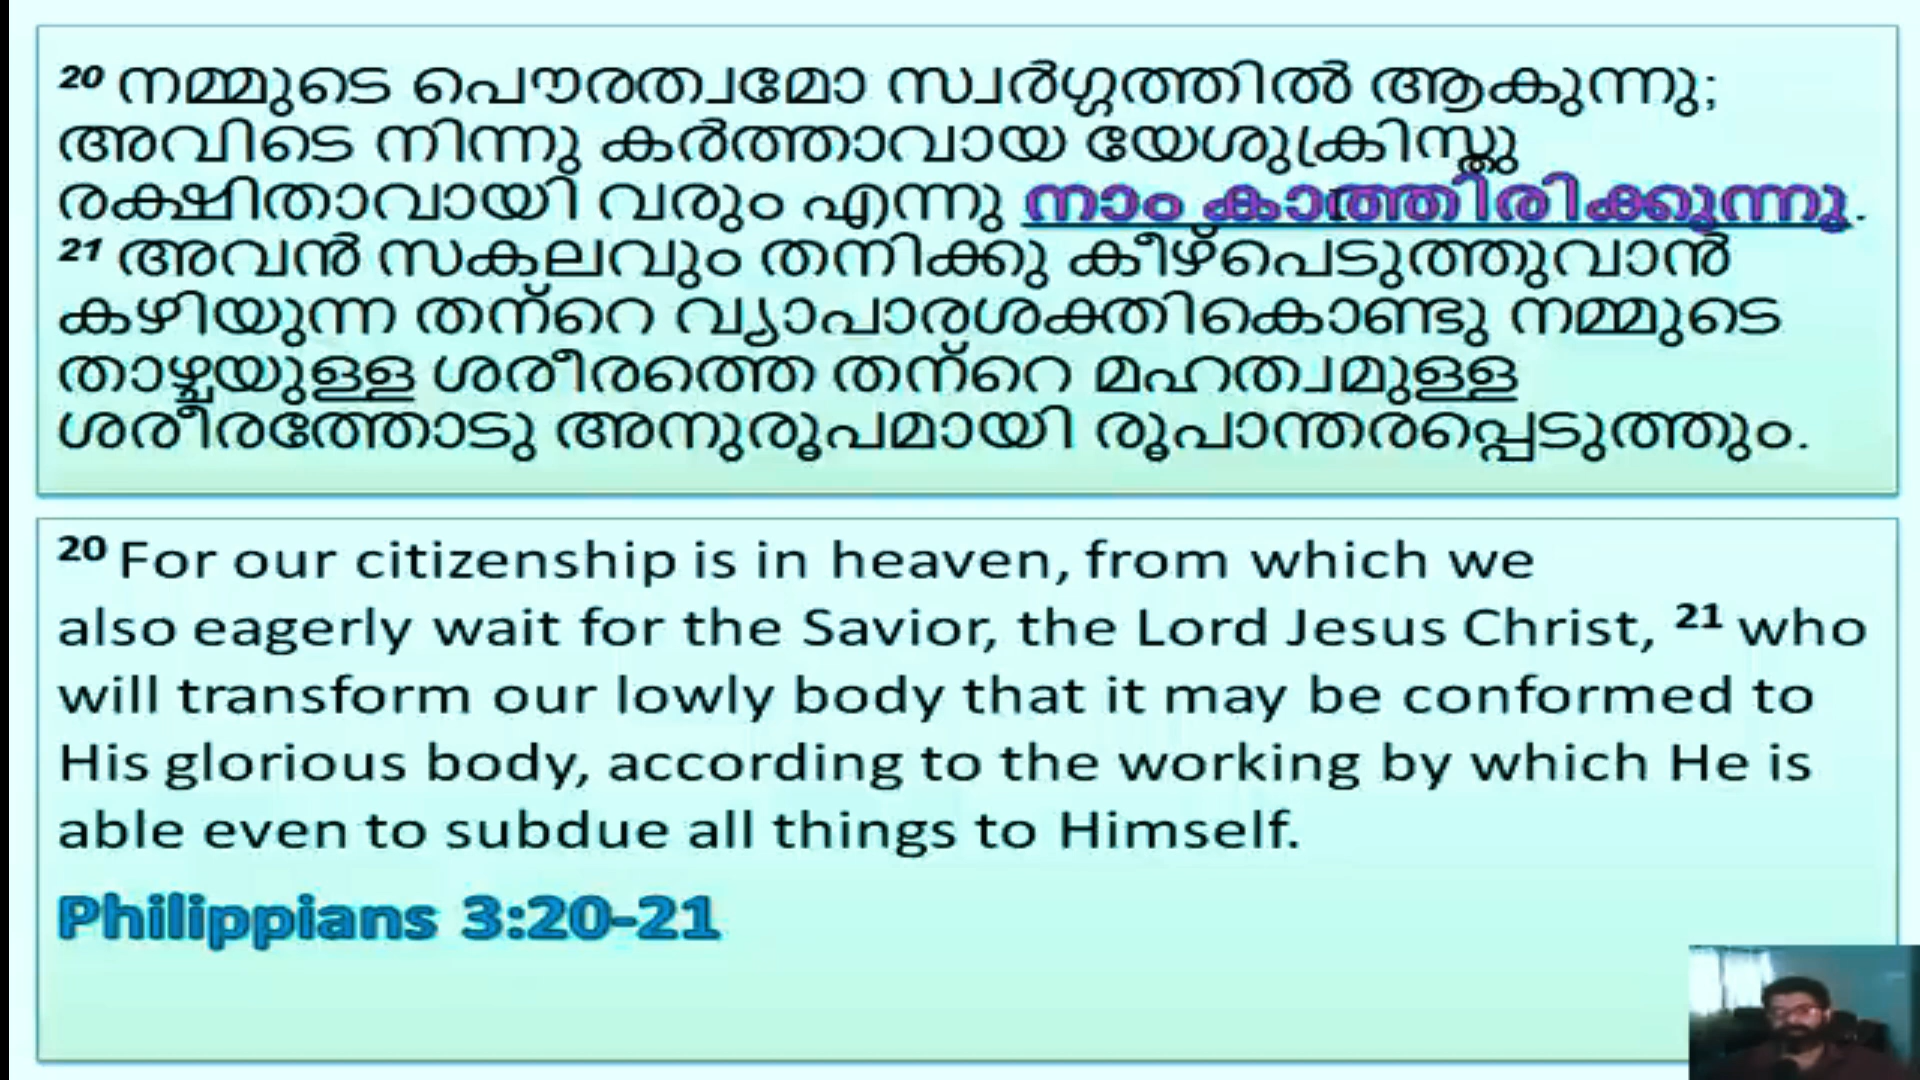 20 നമ്മുടെ പൌരത്വമോ സ്വർഗ്ഗത്തിൽ ആകുന്നു;
അവിടെ നിന്നു കർത്താവായ യേശുക്രിസ്തു
രക്ഷിതാവായി വരും എന്നു നാം കാത്തിരിക്കുന്നു.
21 അവൻ സകലവും തനിക്കു കീഴ്പെടുത്തുവാൻ
കഴിയുന്ന തന്റെ വ്യാപാരശക്തികൊണ്ടു നമ്മുടെ
താഴ്ചയുള്ള ശരീരത്തെ തന്റെ മഹത്വമുള്ള
ശരീരത്തോടു അനുരൂപമായി രൂപാന്തരപ്പെടുത്തും.
20 For our citizenship is in heaven, from which we
also eagerly wait for the Savior, the Lord Jesus Christ, 21 who
will transform our lowly body that it may be conformed to
His glorious body, according to the working by which He is
able even to subdue all things to Himself.
Philippians 3:20-21